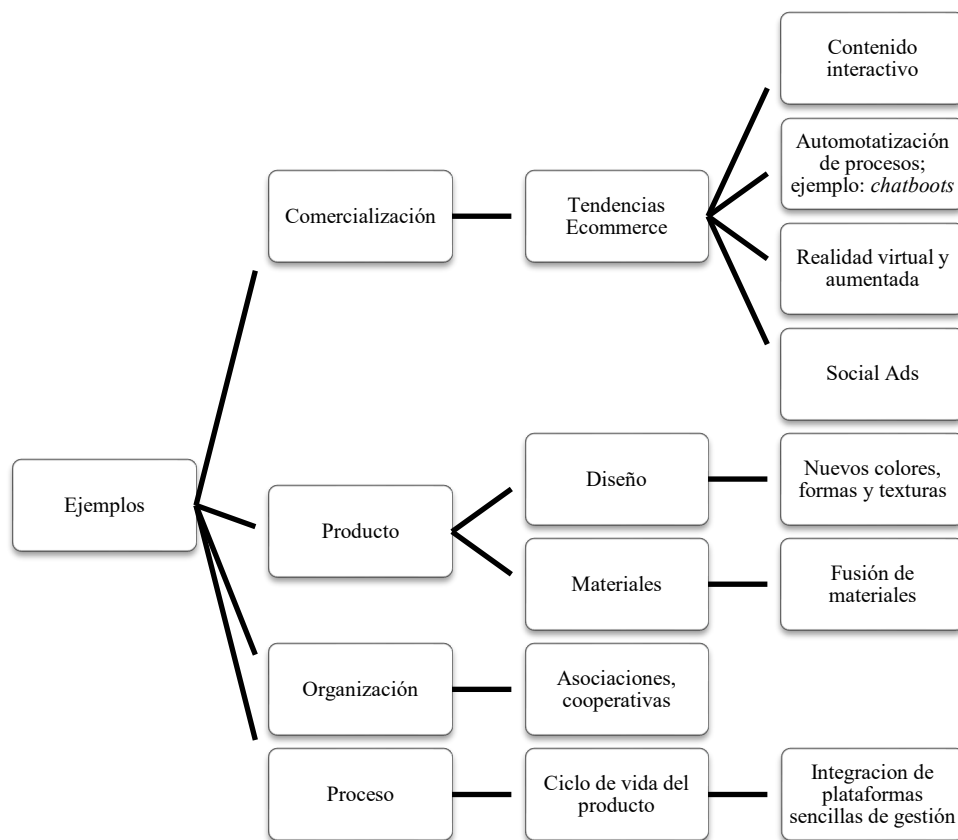 Ejemplos
Comercialización
Tendencias
Ecommerce
Contenido
interactivo
Automotatización
de procesos;
ejemplo: chatboots
Realidad virtual y
aumentada
Social Ads
Producto
Diseño
Nuevos colores,
formas y texturas
Materiales
Fusión de
materiales
Organización
Asociaciones,
cooperativas
Proceso
Ciclo de vida del
producto
Integracion de
plataformas
sencillas de gestión